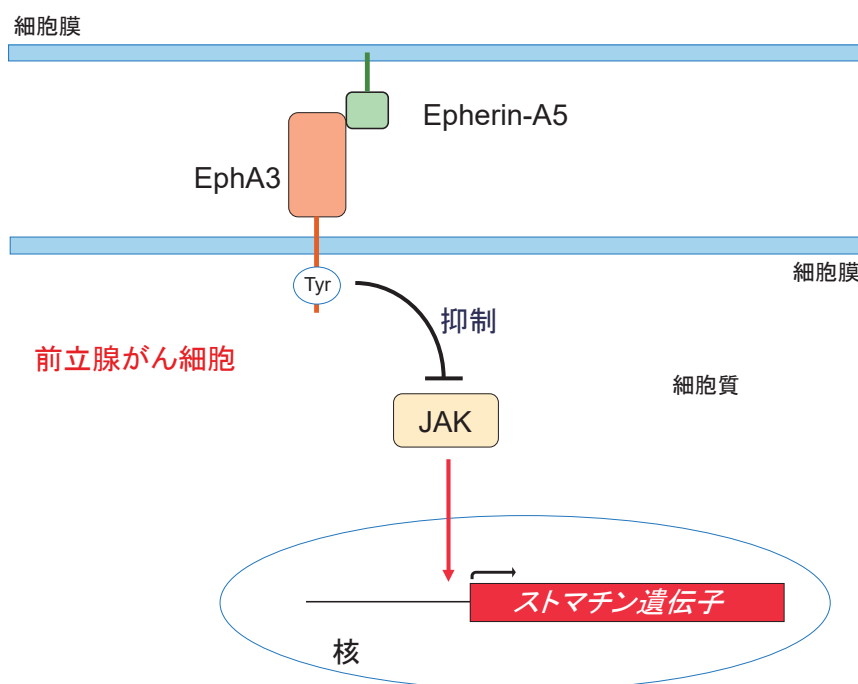 細胞膜
Epherin-A5
EphA3
細胞膜
Tyr
抑制
前立腺がん細胞
細胞質
JAK
ストマチン遺伝子
核